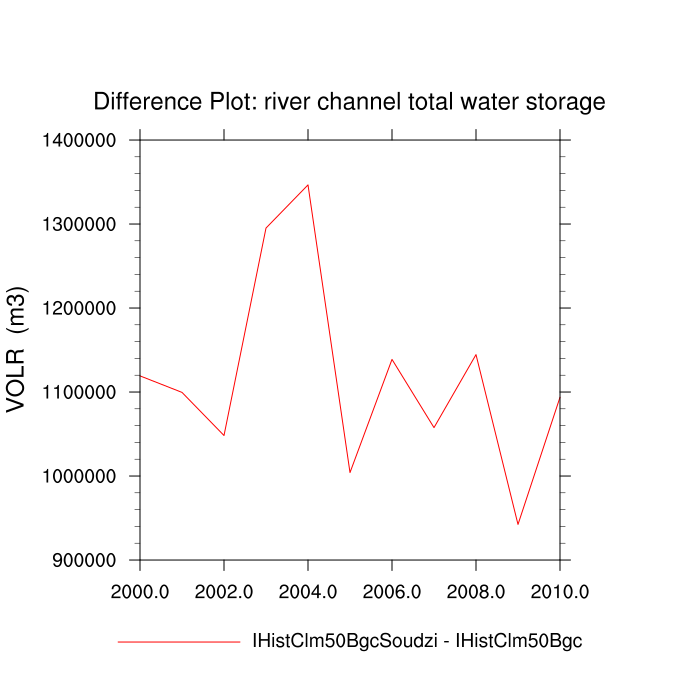 Difference Plot: river channel total water storage
1400000
1300000
1200000
1100000
1000000
900000
VOLR (m3)
2000.0 2002.0 2004.0 2006.0 2008.0 2010.0
IHistClm50BgcSoudzi - IHistClm50Bgc